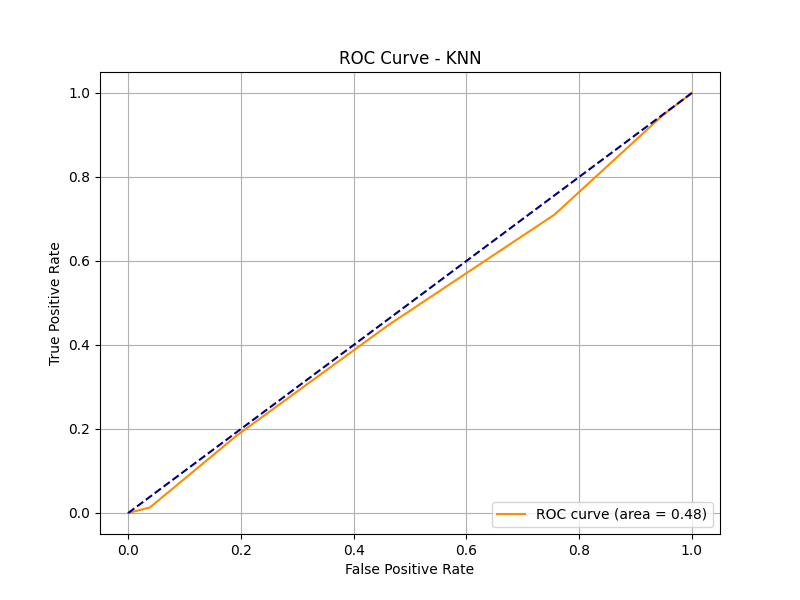 ROC Curve - KNN
True Positive Rate
1.0
0.8
0.6
0.4
0.2
0.0
ROC curve (area = 0.48)
0.0 0.2 0.4 0.6 0.8 1.0
False Positive Rate